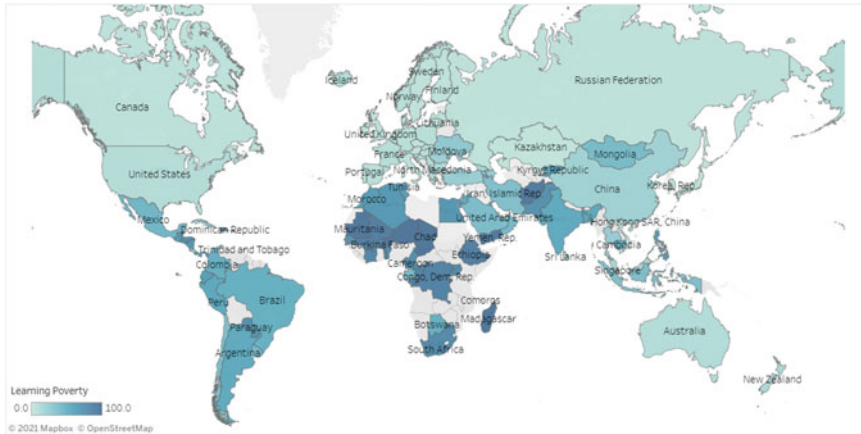 Iceland
Sweden
Finland
Norway
Russian Federation
Canada
Lithuania
United Kingdom
Kazakhstan
Moldova
Mongolia
France
United States
Portugal
North Macedonia
Kyrgyz Republic
Korea, Rep.
China
Tunisia
Iran, Islamic Rep.
Morocco
Mexico
Dominican Republic
United Arab Emirates
Hong Kong SAR, China
Mauritania
Chad
Yemen, Rep.
Burkina Faso
Cambodia
Trinidad and Tobago
Ethiopia
Sri Lanka
Colombia
Cameroon
Singapore
Congo, Dem. Rep.
Peru
Brazil
Comoros
Madagascar
Paraguay
Botswana
Australia
South Africa
Argentina
New Zealand
Learning Poverty
0.0 100.0
© 2021 Mapbox © OpenStreetMap